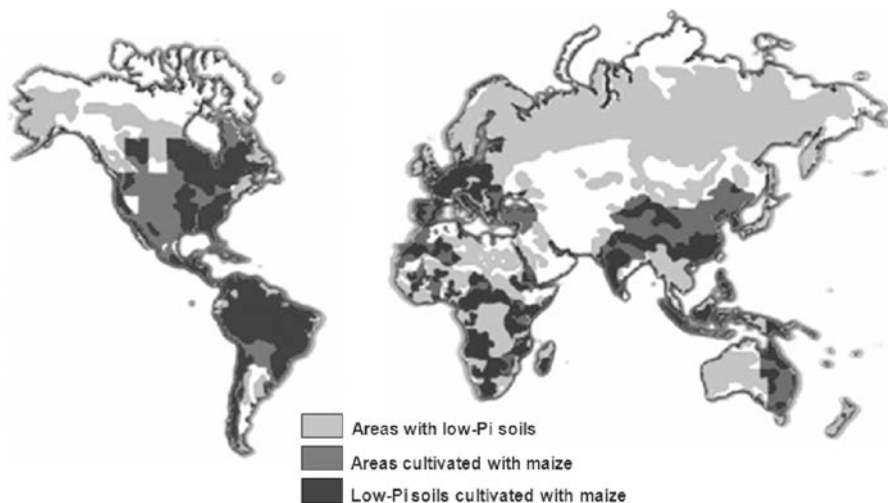 Areas with low-Pi soils
Areas cultivated with maize
Low-Pi soils cultivated with maize